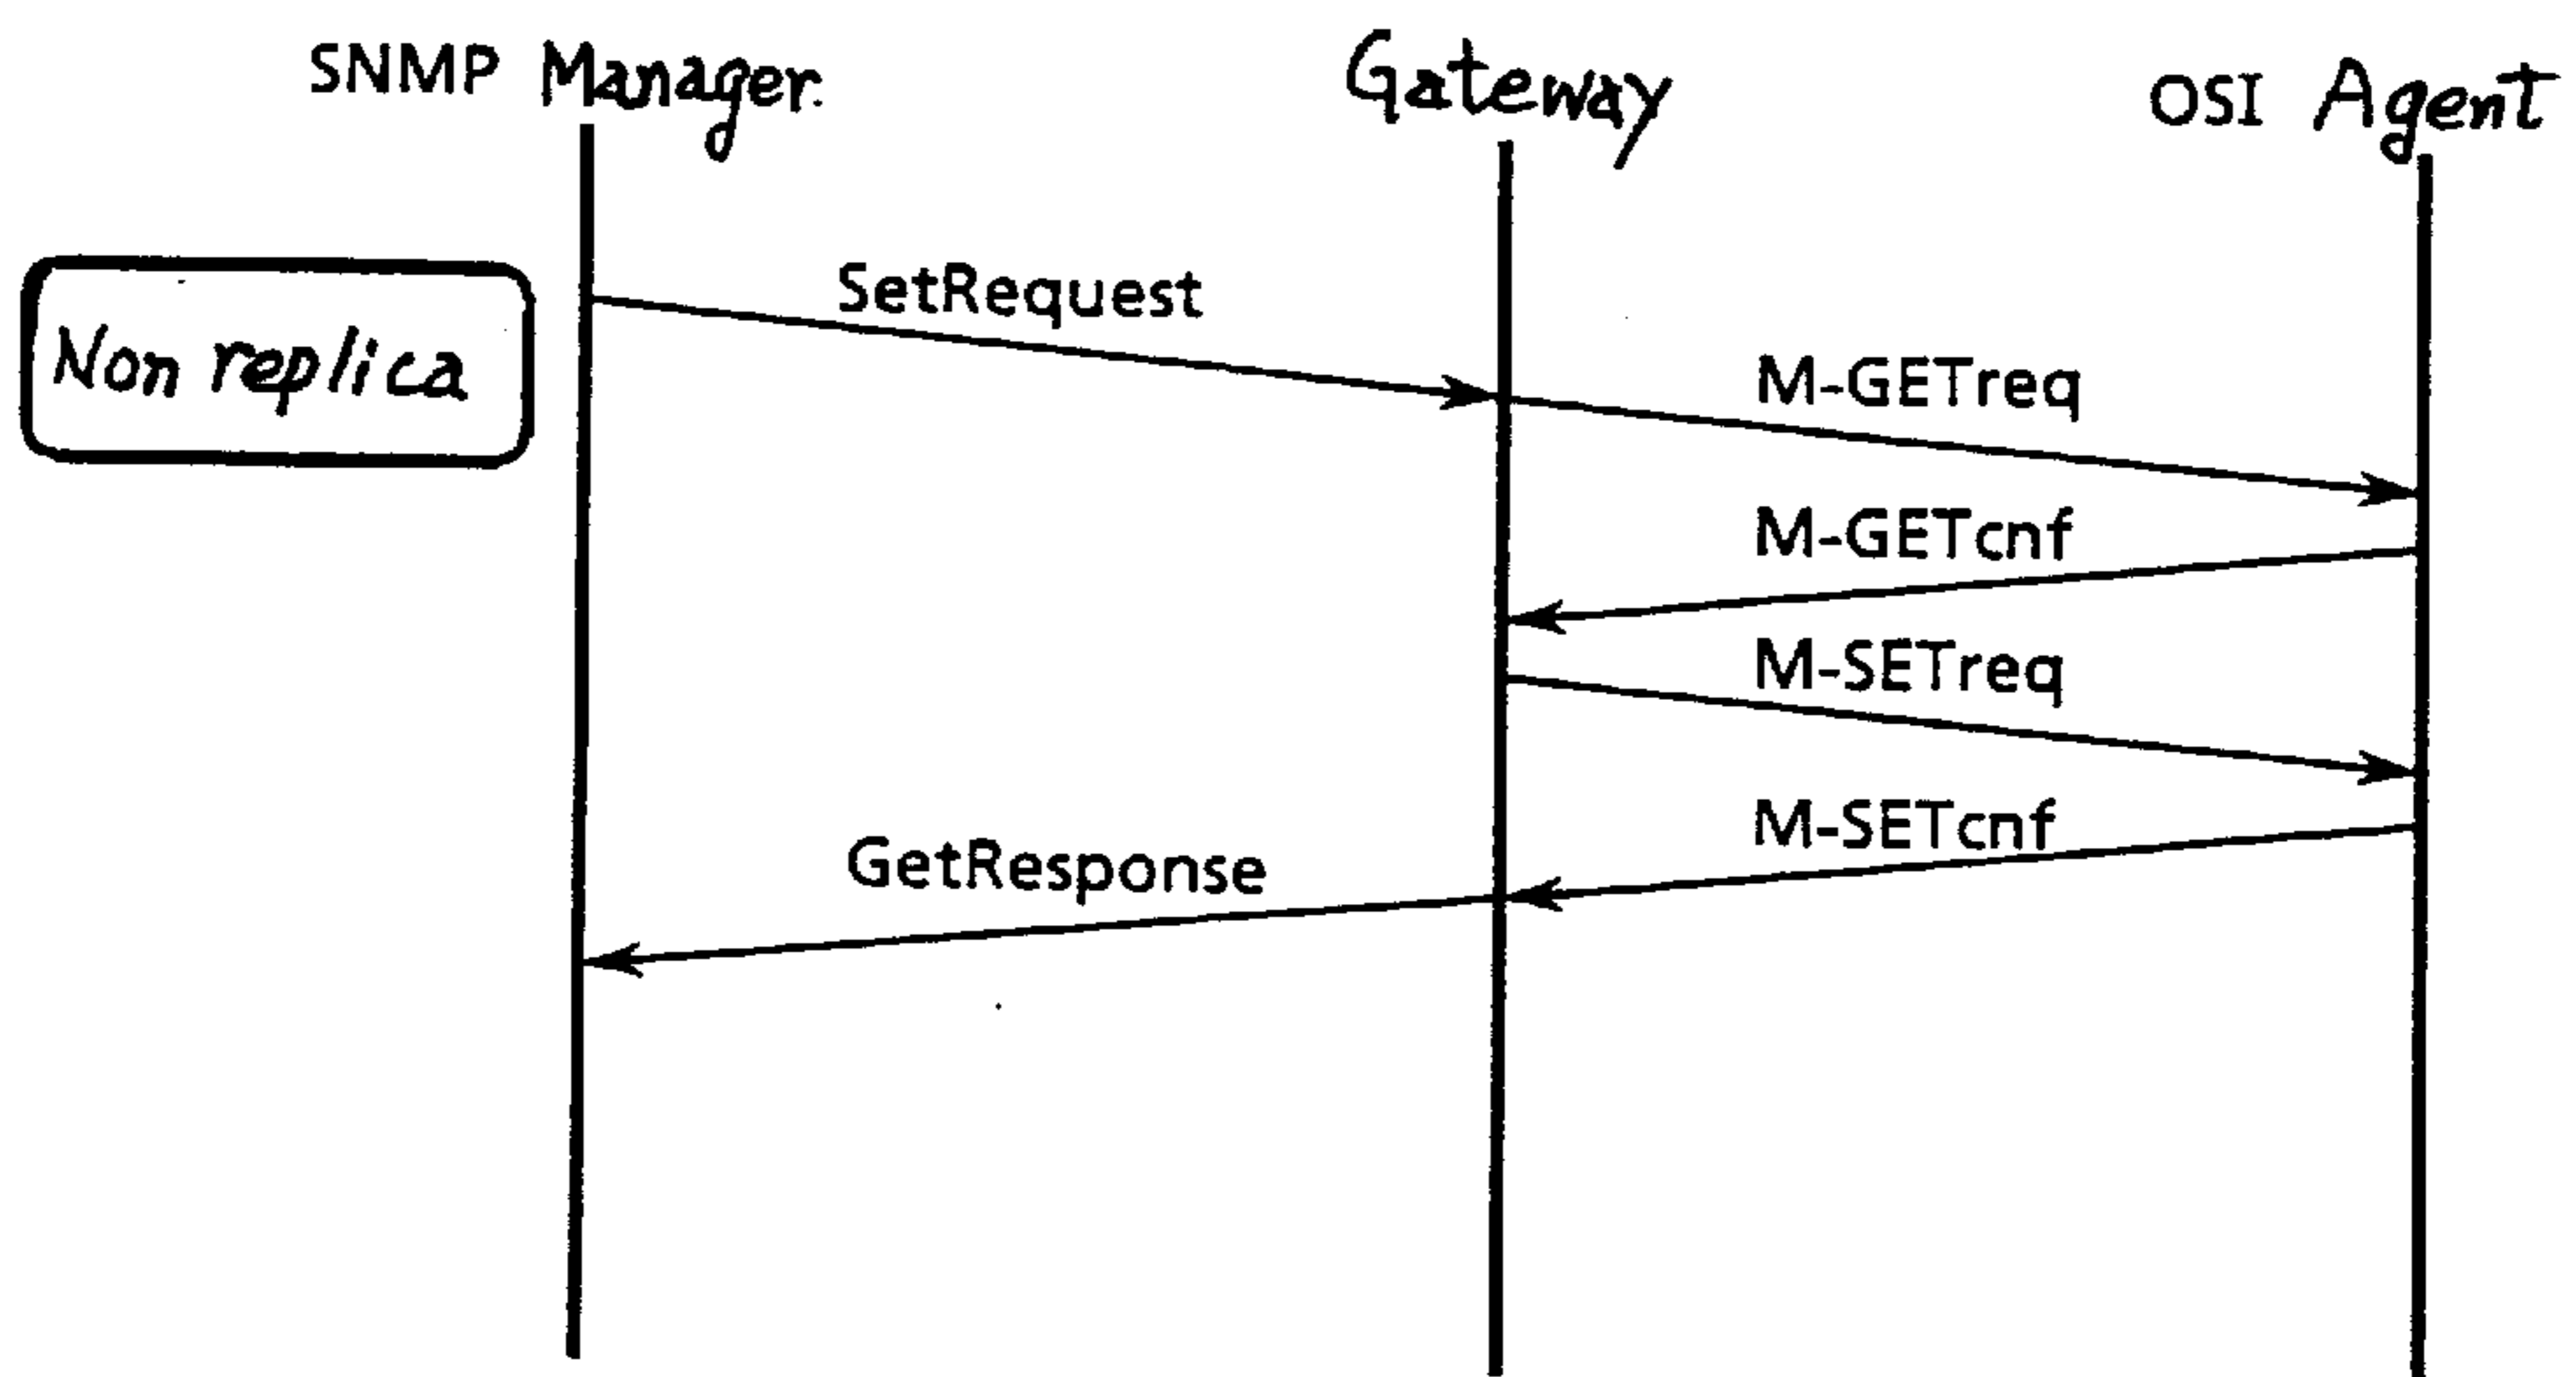 SNMP Manager
Gateway
OSI Agent
Non replica
SetRequest
M-GETreq
M-GETcnf
M-SETreq
M-SETcnf
GetResponse